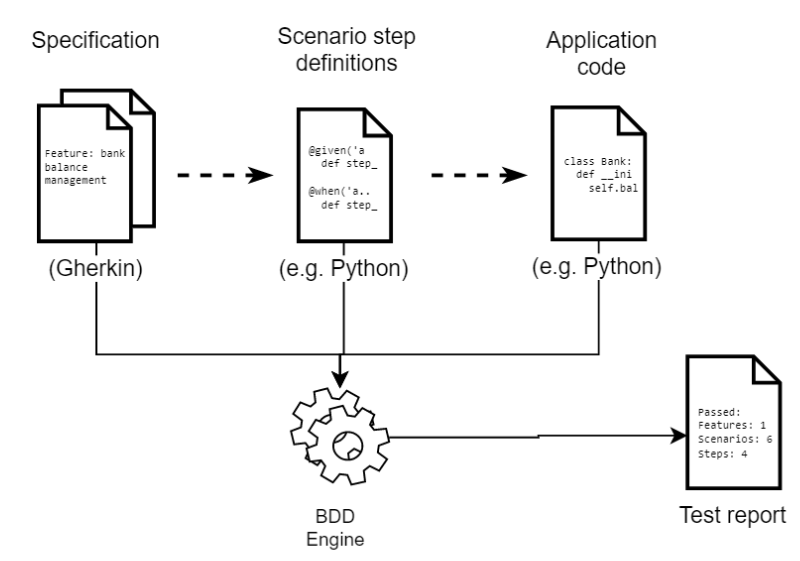 Specification
Scenario step
definitions
Application
code
Feature: bank
balance
management
@given('a
def step_
@when('a..
def step_
class Bank:
def __ini
self.bal
(Gherkin)
(e.g. Python)
(e.g. Python)
Passed:
Features: 1
Scenarios: 6
Steps: 4
BDD
Engine
Test report